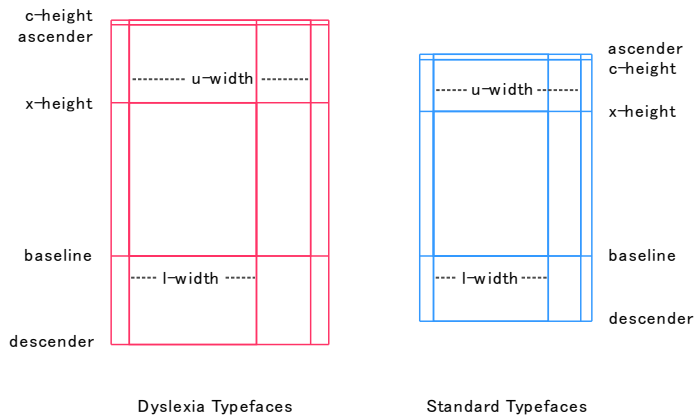 c-height
ascender
u-width
x-height
baseline
l-width
descender
Dyslexia Typefaces
ascender
c-height
u-width
x-height
baseline
l-width
descender
Standard Typefaces